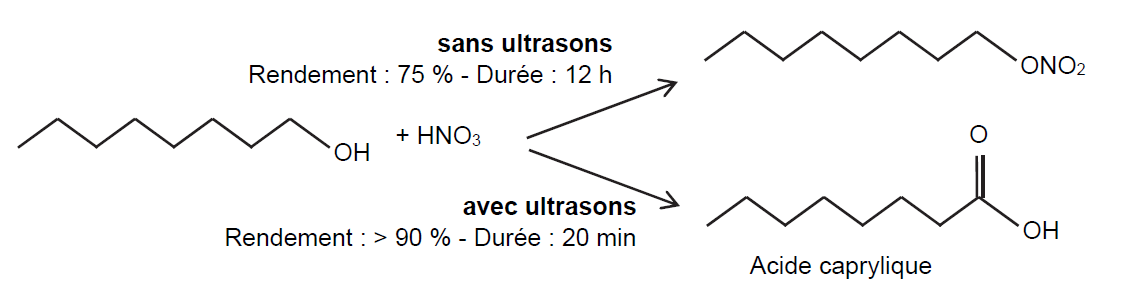 sans ultrasons
Rendement : 75 % - Durée : 12 h
ONO₂
OH
+ HNO₃
O
avec ultrasons
Rendement : > 90 % - Durée : 20 min
OH
Acide caprylique